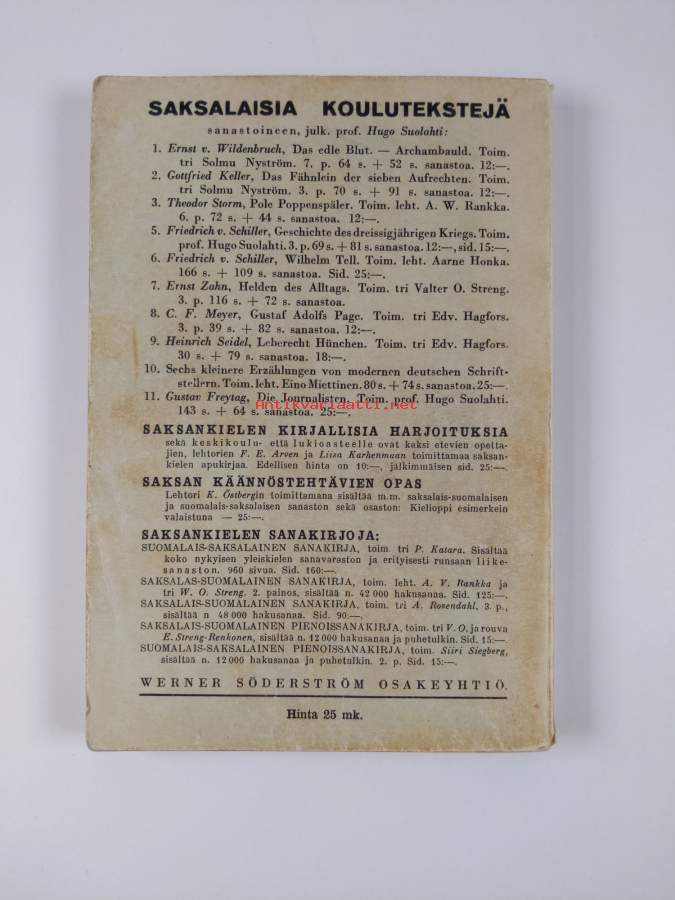 SAKSALAISIA KOULUTEKSTEJÄ
sanastoineen, julk. prof. Hugo Suolahti:
1. Ernst v. Wildenbruch, Das edle Blut. — Archambauld. Toim.
tri Solmu Nyström. 7. p. 64 s. + 52 s. sanastoa. 12:—.
2. Gottfried Keller, Das Fähnlein der sieben Aufrechten. Toim.
tri Solmu Nyström. 3. p. 70 s. + 91 s. sanastoa. 12:—.
3. Theodor Storm, Pole Poppenspäler. Toim. leht. A. W. Rankka.
6. p. 72 s. + 44 s. sanastoa. 12:—.
5. Friedrich v. Schiller, Geschichte des dreissigjährigen Kriegs. Toim.
prof. Hugo Suolahti. 3. p. 69 s. + 81 s. sanastoa. 12:—, sid. 15:—.
6. Friedrich v. Schiller, Wilhelm Tell. Toim. leht. Aarne Honka.
166 s. + 109 s. sanastoa. Sid. 25:—.
7. Ernst Zahn, Helden des Alltags. Toim. tri Valter O. Streng.
3. p. 116 s. + 72 s. sanastoa.
8. C. F. Meyer, Gustaf Adolfs Page. Toim. tri Edv. Hagfors.
3. p. 39 s. + 82 s. sanastoa. 12:—.
9. Heinrich Seidel, Leberecht Hünchen. Toim. tri Edv. Hagfors.
30 s. + 79 s. sanastoa. 18:—.
10. Sechs kleinere Erzählungen von modernen deutschen Schrift-
stellern. Toim. leht. Eino Miettinen. 80 s. + 74 s. sanastoa. 25:—.
11. Gustav Freytag, Die Journalisten. Toim. prof. Hugo Suolahti.
143 s. + 64 s. sanastoa. 25:—.
Antikvariaatti.net
SAKSANKIELEN KIRJALLISIA HARJOITUKSIA
sekä keskikoulu- että lukioasteelle ovat kaksi etevien opetta-
jien, lehtorien F. E. Arven ja Liisa Karhenmaan toimittamaa saksan-
kielen apukirjaa. Edellisen hinta on 10:—, jälkimmäisen sid. 25:—.
SAKSAN KÄÄNNÖSTEHTÄVIEN OPAS
Lehtori K. Östbergin toimittamana sisältää m.m. saksalais-suomalaisen
ja suomalais-saksalaisen sanaston sekä osaston: Kielioppi esimerkein
valaistuna — 25:—.
SAKSANKIELEN SANAKIRJOJA:
SUOMALAIS-SAKSALAINEN SANAKIRJA, toim. tri P. Katara. Sisältää
koko nykyisen yleiskielen sanavaraston ja erityisesti runsaan liike-
sanaston. 960 sivua. Sid. 160:—.
SAKSALAS-SUOMALAINEN SANAKIRJA, toim. leht. A. V. Rankka ja
tri W. O. Streng. 2. painos, sisältää n. 42 000 hakusanaa. Sid. 125:—.
SAKSALAIS-SUOMALAINEN SANAKIRJA, toim. tri A. Rosendahl, 3. p.,
sisältää n 48 000 hakusanaa. Sid. 90:—.
SAKSALAIS-SUOMALAINEN PIENOISSANAKIRJA, toim. tri V. O. ja rouva
E. Streng-Renkonen, sisältää n. 12 000 hakusanaa ja puhetulkin. Sid. 15:—.
SUOMALAIS-SAKSALAINEN PIENOISSANAKIRJA, toim. Siiri Siegberg,
sisältää n. 12 000 hakusanaa ja puhetulkin. 2. p. Sid. 15:—.
WERNER SÖDERSTRÖM OSAKEYHTIÖ.
Hinta 25 mk.